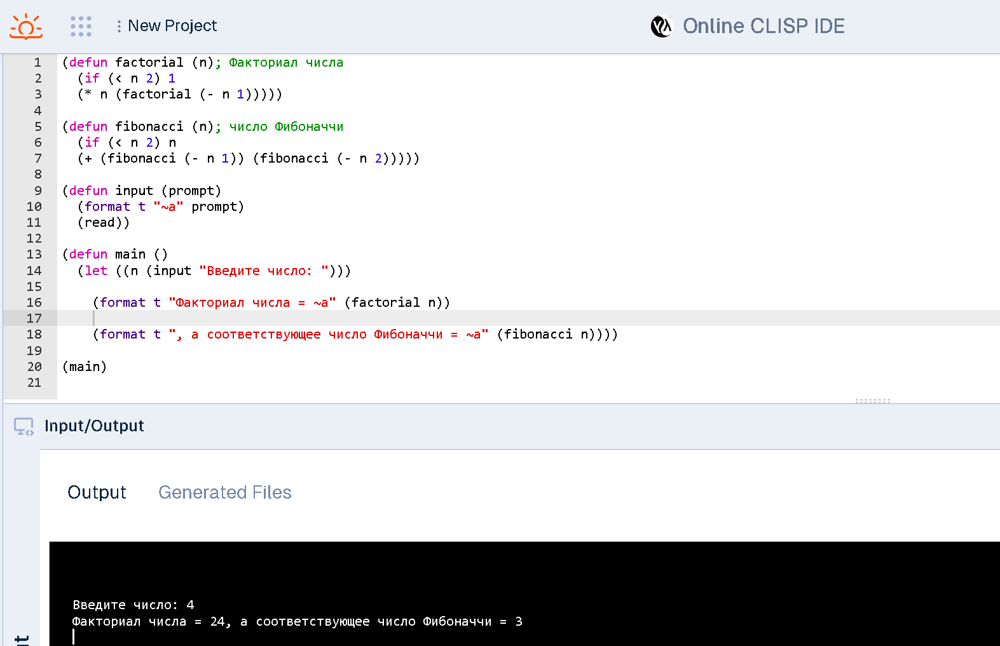 New Project
Online CLISP IDE
1 (defun factorial (n); Факториал числа
2 (if (< n 2) 1
3 (* n (factorial (- n 1)))))
4
5 (defun fibonacci (n); число Фибоначчи
6 (if (< n 2) n
7 (+ (fibonacci (- n 1)) (fibonacci (- n 2)))))
8
9 (defun input (prompt)
10 (format t "~a" prompt)
11 (read))
12
13 (defun main ()
14 (let ((n (input "Введите число: ")))
15
16 (format t "Факториал числа = ~a" (factorial n))
17
18 (format t ", а соответствующее число Фибоначчи = ~a" (fibonacci n))))
19
20 (main)
21
Input/Output
Output Generated Files
Введите число: 4
Факториал числа = 24, а соответствующее число Фибоначчи = 3